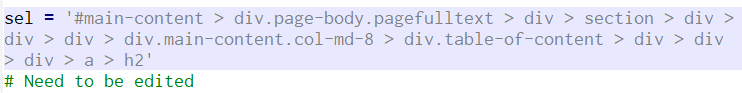 sel = '#main-content > div.page-body.pagefulltext > div > section > div >
div > div > div.main-content.col-md-8 > div.table-of-content > div > div
> div > a > h2'
# Need to be edited